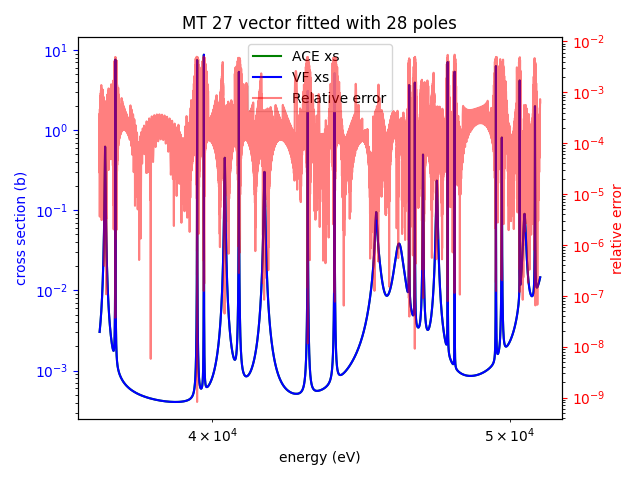 MT 27 vector fitted with 28 poles
ACE xs
VF xs
Relative error
cross section (b)
10¹
10⁰
10⁻¹
10⁻²
10⁻³
relative error
10⁻²
10⁻³
10⁻⁴
10⁻⁵
10⁻⁶
10⁻⁷
10⁻⁸
10⁻⁹
4 × 10⁴
5 × 10⁴
energy (eV)